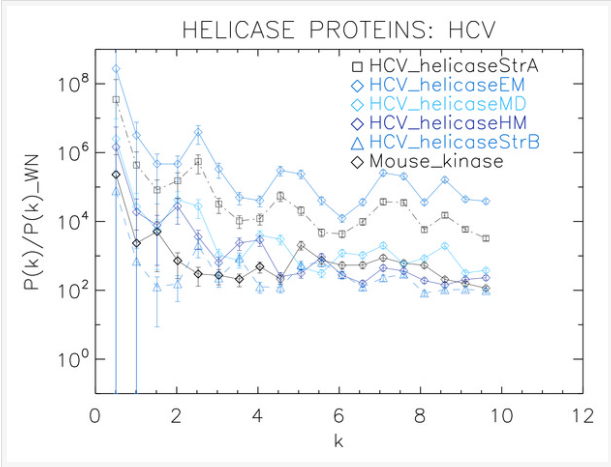 HELICASE PROTEINS: HCV
HCV_helicaseStrA
HCV_helicaseEM
HCV_helicaseMD
HCV_helicaseHM
HCV_helicaseStrB
Mouse_kinase
P(k)/P(k)_WN
10^8
10^6
10^4
10^2
10^0
0 2 4 6 8 10 12
k